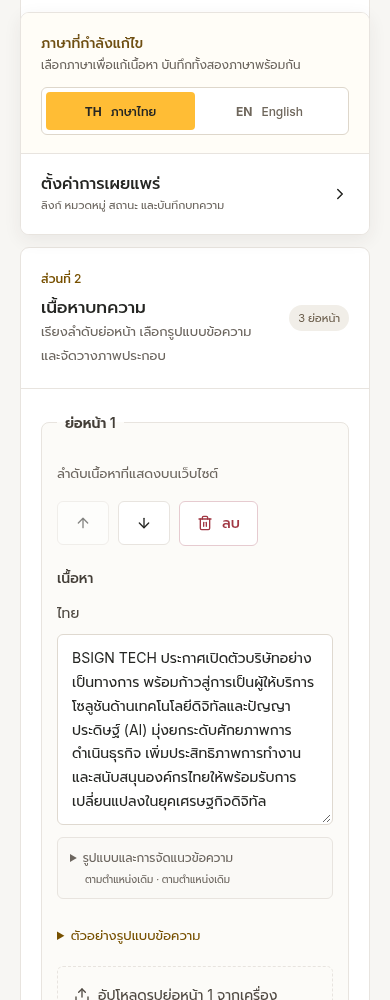 ภาษาที่กำลังแก้ไข
เลือกภาษาเพื่อแก้เนื้อหา บันทึกทั้งสองภาษาพร้อมกัน
TH ภาษาไทย
EN English
ตั้งค่าการเผยแพร่
ลิงก์ หมวดหมู่ สถานะ และบันทึกบทความ
ส่วนที่ 2
เนื้อหาบทความ
เรียงลำดับย่อหน้า เลือกรูปแบบข้อความ
และจัดวางภาพประกอบ
3 ย่อหน้า
ย่อหน้า 1
ลำดับเนื้อหาที่แสดงบนเว็บไซต์
ลบ
เนื้อหา
ไทย
BSIGN TECH ประกาศเปิดตัวบริษัทอย่าง
เป็นทางการ พร้อมก้าวสู่การเป็นผู้ให้บริการ
โซลูชันด้านเทคโนโลยีดิจิทัลและปัญญา
ประดิษฐ์ (AI) มุ่งยกระดับศักยภาพการ
ดำเนินธุรกิจ เพิ่มประสิทธิภาพการทำงาน
และสนับสนุนองค์กรไทยให้พร้อมรับการ
เปลี่ยนแปลงในยุคเศรษฐกิจดิจิทัล
รูปแบบและการจัดแนวข้อความ
ตามตำแหน่งเดิม · ตามตำแหน่งเดิม
ตัวอย่างรูปแบบข้อความ
อัปโหลดรูปย่อหน้า 1 จากเครื่อง